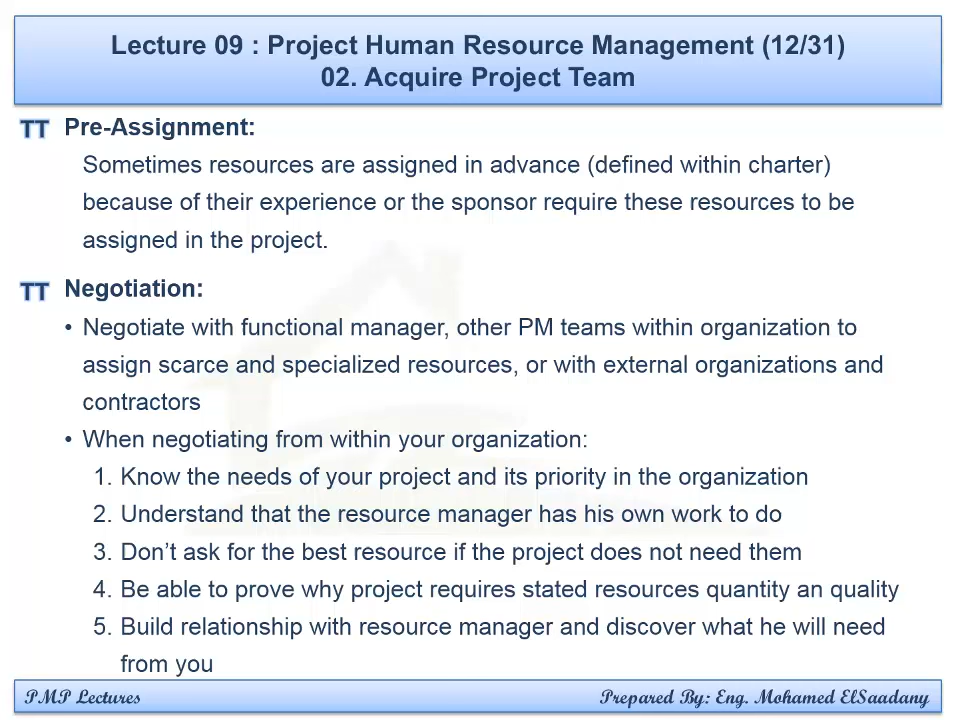 Lecture 09 : Project Human Resource Management (12/31)
02. Acquire Project Team
TT Pre-Assignment:
Sometimes resources are assigned in advance (defined within charter)
because of their experience or the sponsor require these resources to be
assigned in the project.
TT Negotiation:
• Negotiate with functional manager, other PM teams within organization to
assign scarce and specialized resources, or with external organizations and
contractors
• When negotiating from within your organization:
1. Know the needs of your project and its priority in the organization
2. Understand that the resource manager has his own work to do
3. Don’t ask for the best resource if the project does not need them
4. Be able to prove why project requires stated resources quantity an quality
5. Build relationship with resource manager and discover what he will need
from you
PMP Lectures
Prepared By: Eng. Mohamed ElSaadany